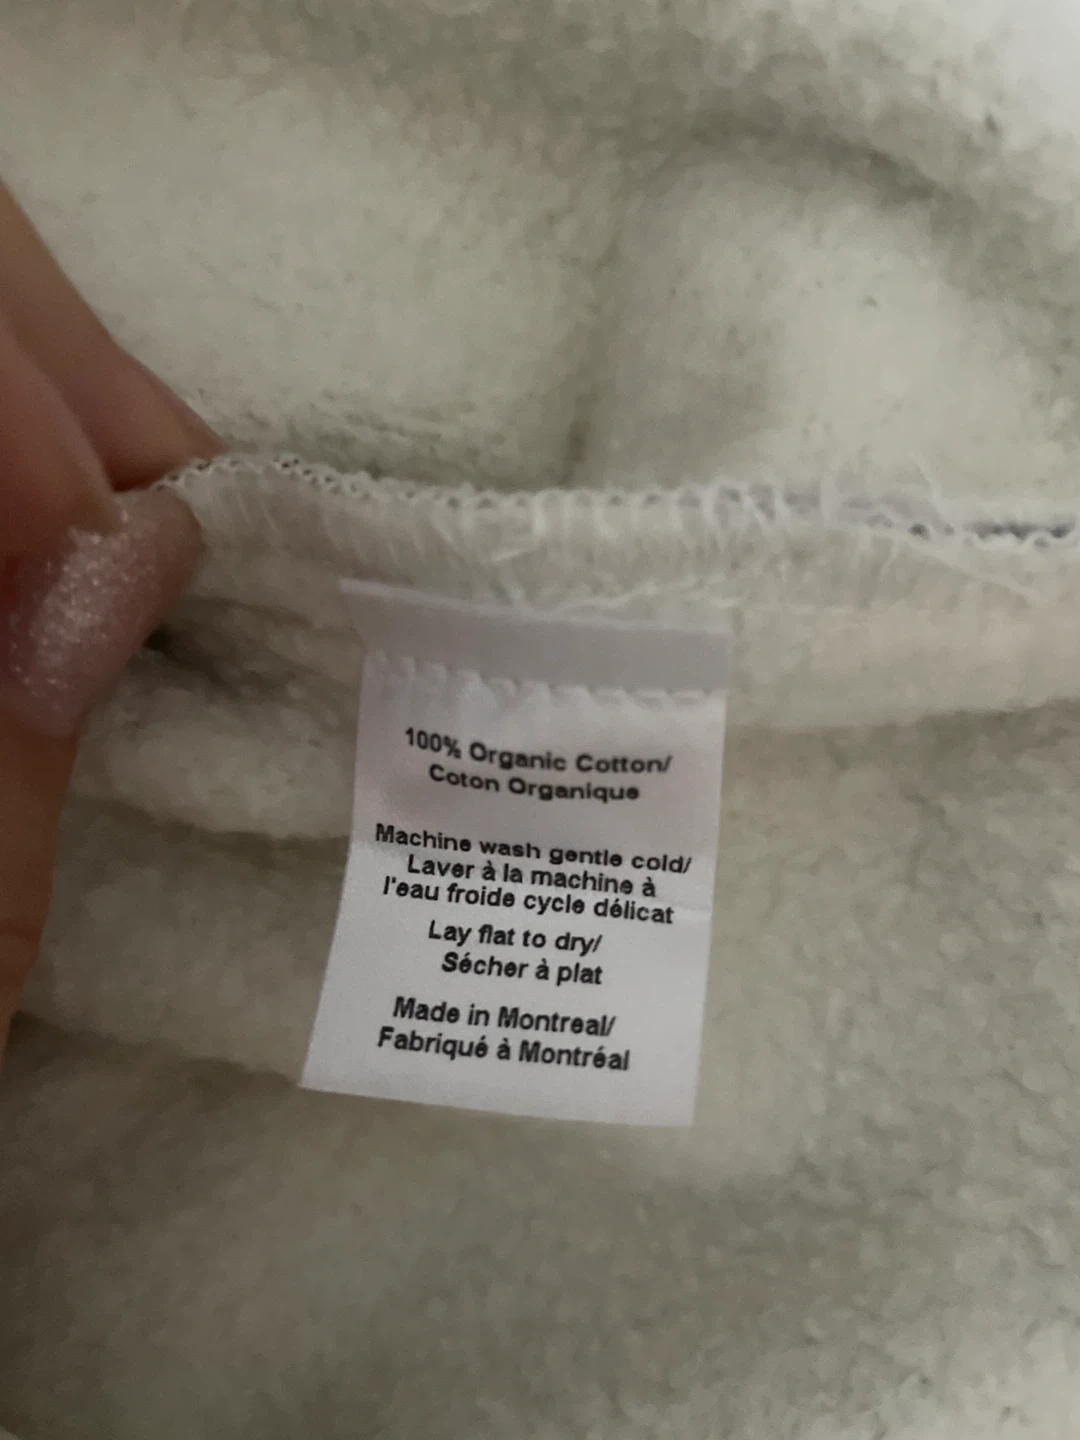 100% Organic Cotton/
Coton Organique
Machine wash gentle cold/
Laver à la machine à
l'eau froide cycle délicat
Lay flat to dry/
Sécher à plat
Made in Montreal/
Fabriqué à Montréal